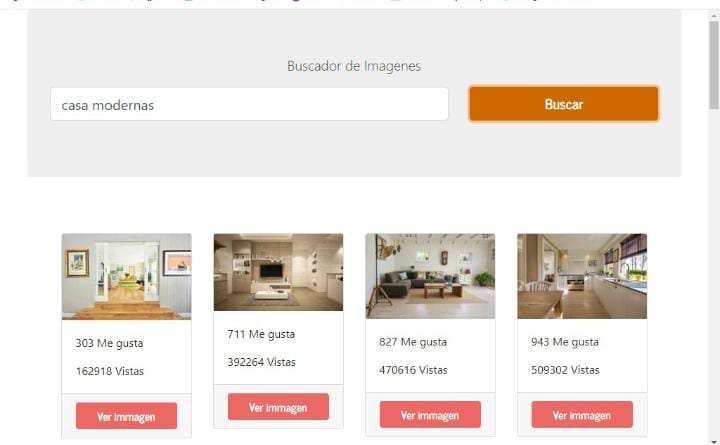 Buscador de Imagenes
casa modernas
Buscar
303 Me gusta
162918 Vistas
Ver immagen
711 Me gusta
392264 Vistas
Ver immagen
827 Me gusta
470616 Vistas
Ver immagen
943 Me gusta
509302 Vistas
Ver immagen